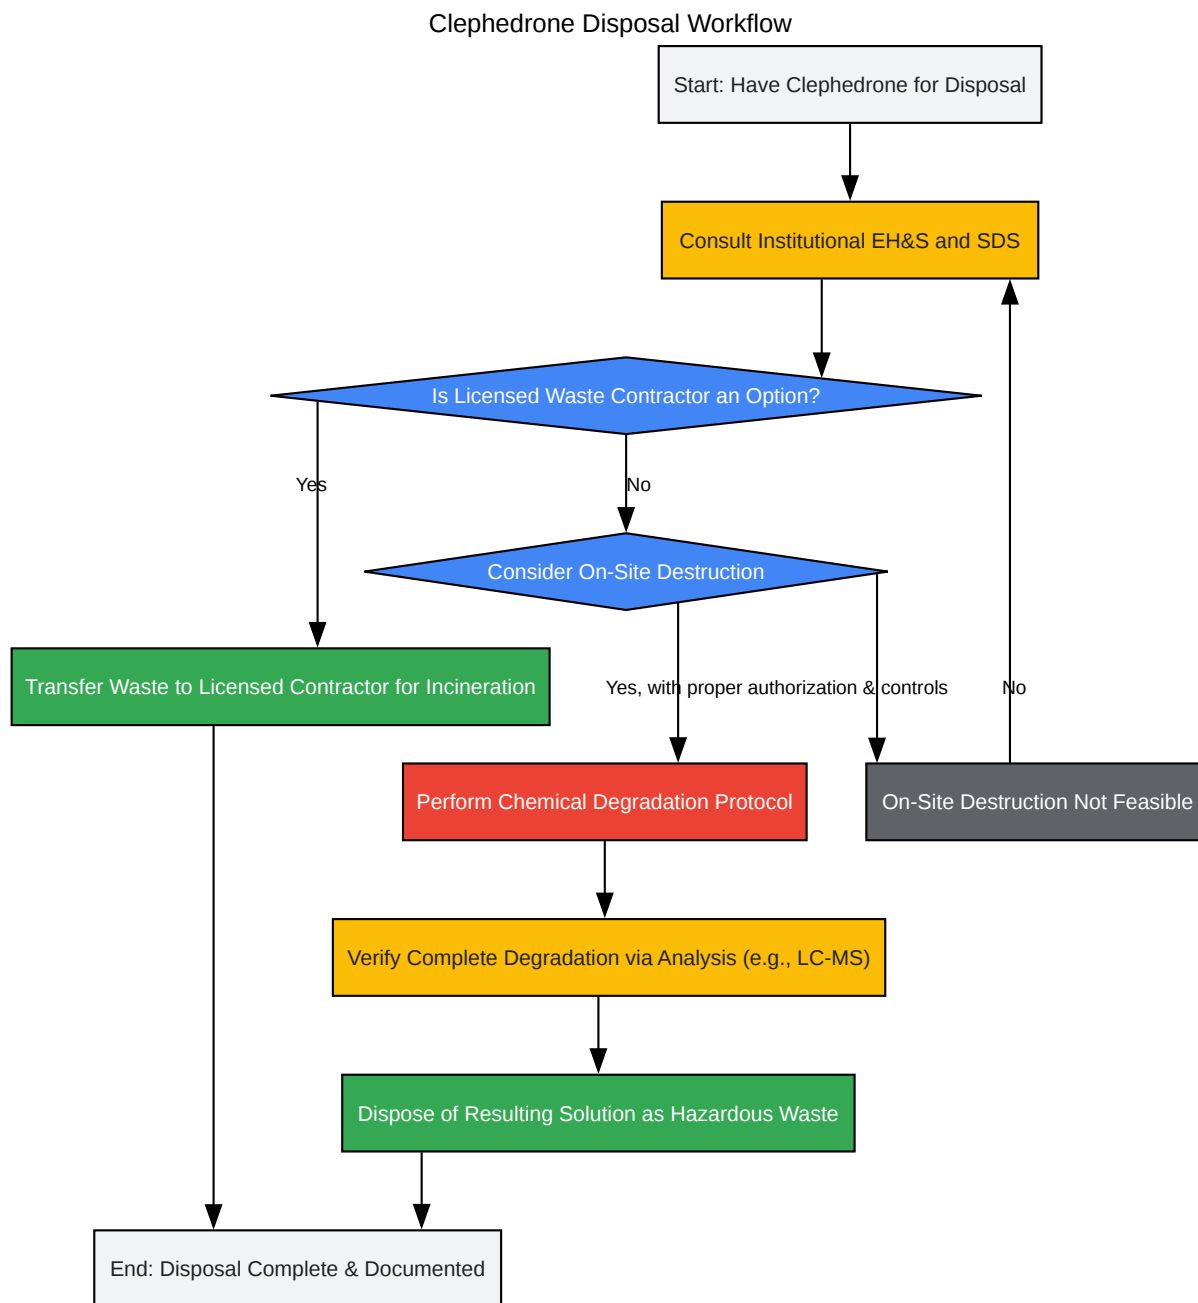 Clephedrone Disposal Workflow
Start: Have Clephedrone for Disposal
Consult Institutional EH&S and SDS
Is Licensed Waste Contractor an Option?
Yes
No
Consider On-Site Destruction
Transfer Waste to Licensed Contractor for Incineration
Yes, with proper authorization & controls
No
Perform Chemical Degradation Protocol
On-Site Destruction Not Feasible
Verify Complete Degradation via Analysis (e.g., LC-MS)
Dispose of Resulting Solution as Hazardous Waste
End: Disposal Complete & Documented